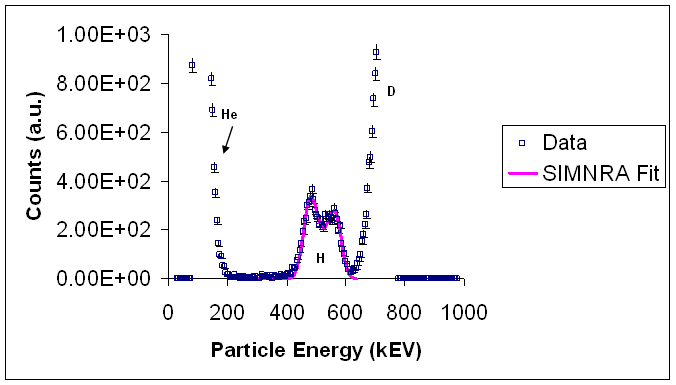 1.00E+03
8.00E+02
6.00E+02
4.00E+02
2.00E+02
0.00E+00
Counts (a.u.)
He
D
H
0 200 400 600 800 1000
Particle Energy (kEV)
Data
SIMNRA Fit